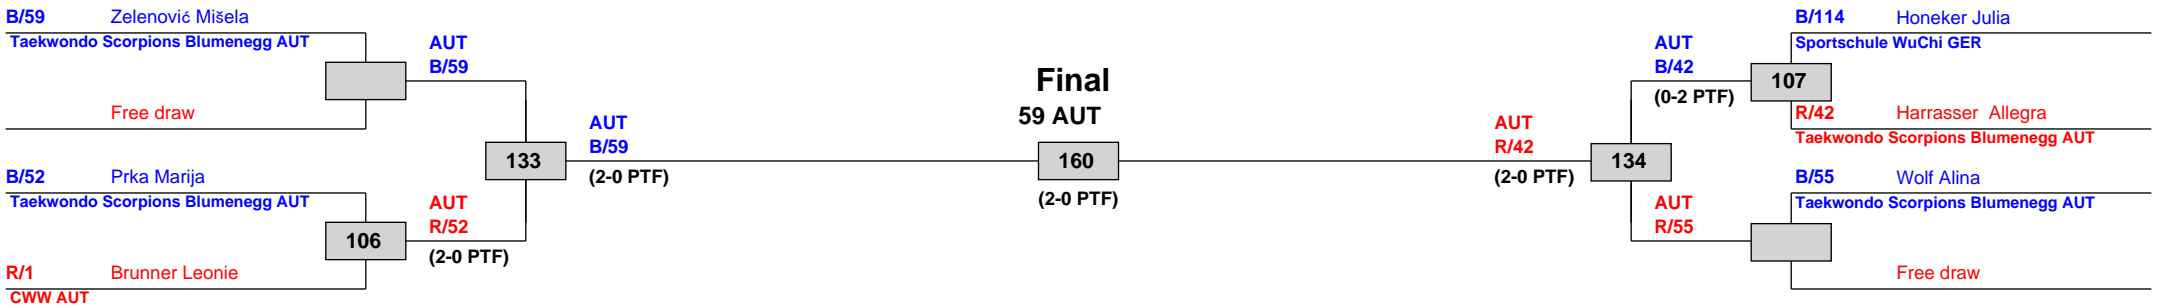 B/59 Zelenović Mišela
Taekwondo Scorpions Blumenegg AUT
Free draw
B/52 Prka Marija
Taekwondo Scorpions Blumenegg AUT
106
R/1 Brunner Leonie
CWW AUT
AUT
B/59
AUT
R/52
(2-0 PTF)
133
AUT
B/59
(2-0 PTF)
Final
59 AUT
160
(2-0 PTF)
AUT
R/42
(2-0 PTF)
134
AUT
B/42
(0-2 PTF)
AUT
R/55
B/114 Honeker Julia
Sportschule WuChi GER
107
R/42 Harrasser Allegra
Taekwondo Scorpions Blumenegg AUT
B/55 Wolf Alina
Taekwondo Scorpions Blumenegg AUT
Free draw